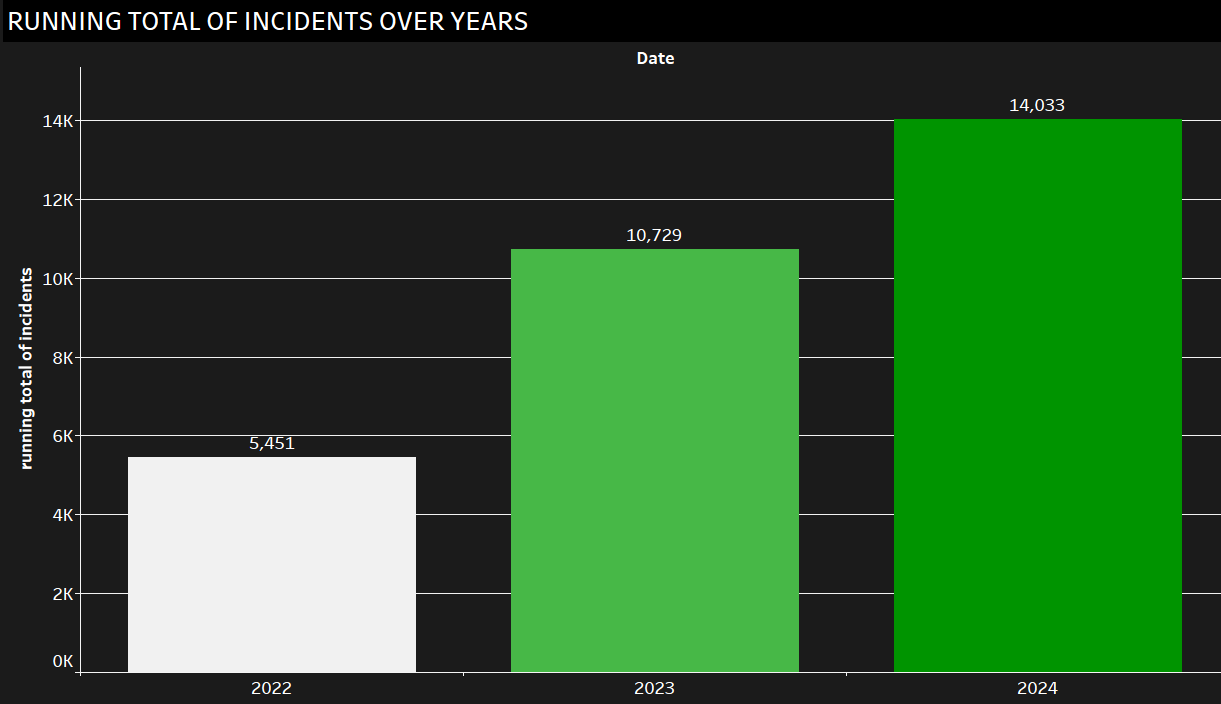 RUNNING TOTAL OF INCIDENTS OVER YEARS
Date
running total of incidents
14K
12K
10K
8K
6K
4K
2K
0K
5,451
10,729
14,033
2022
2023
2024